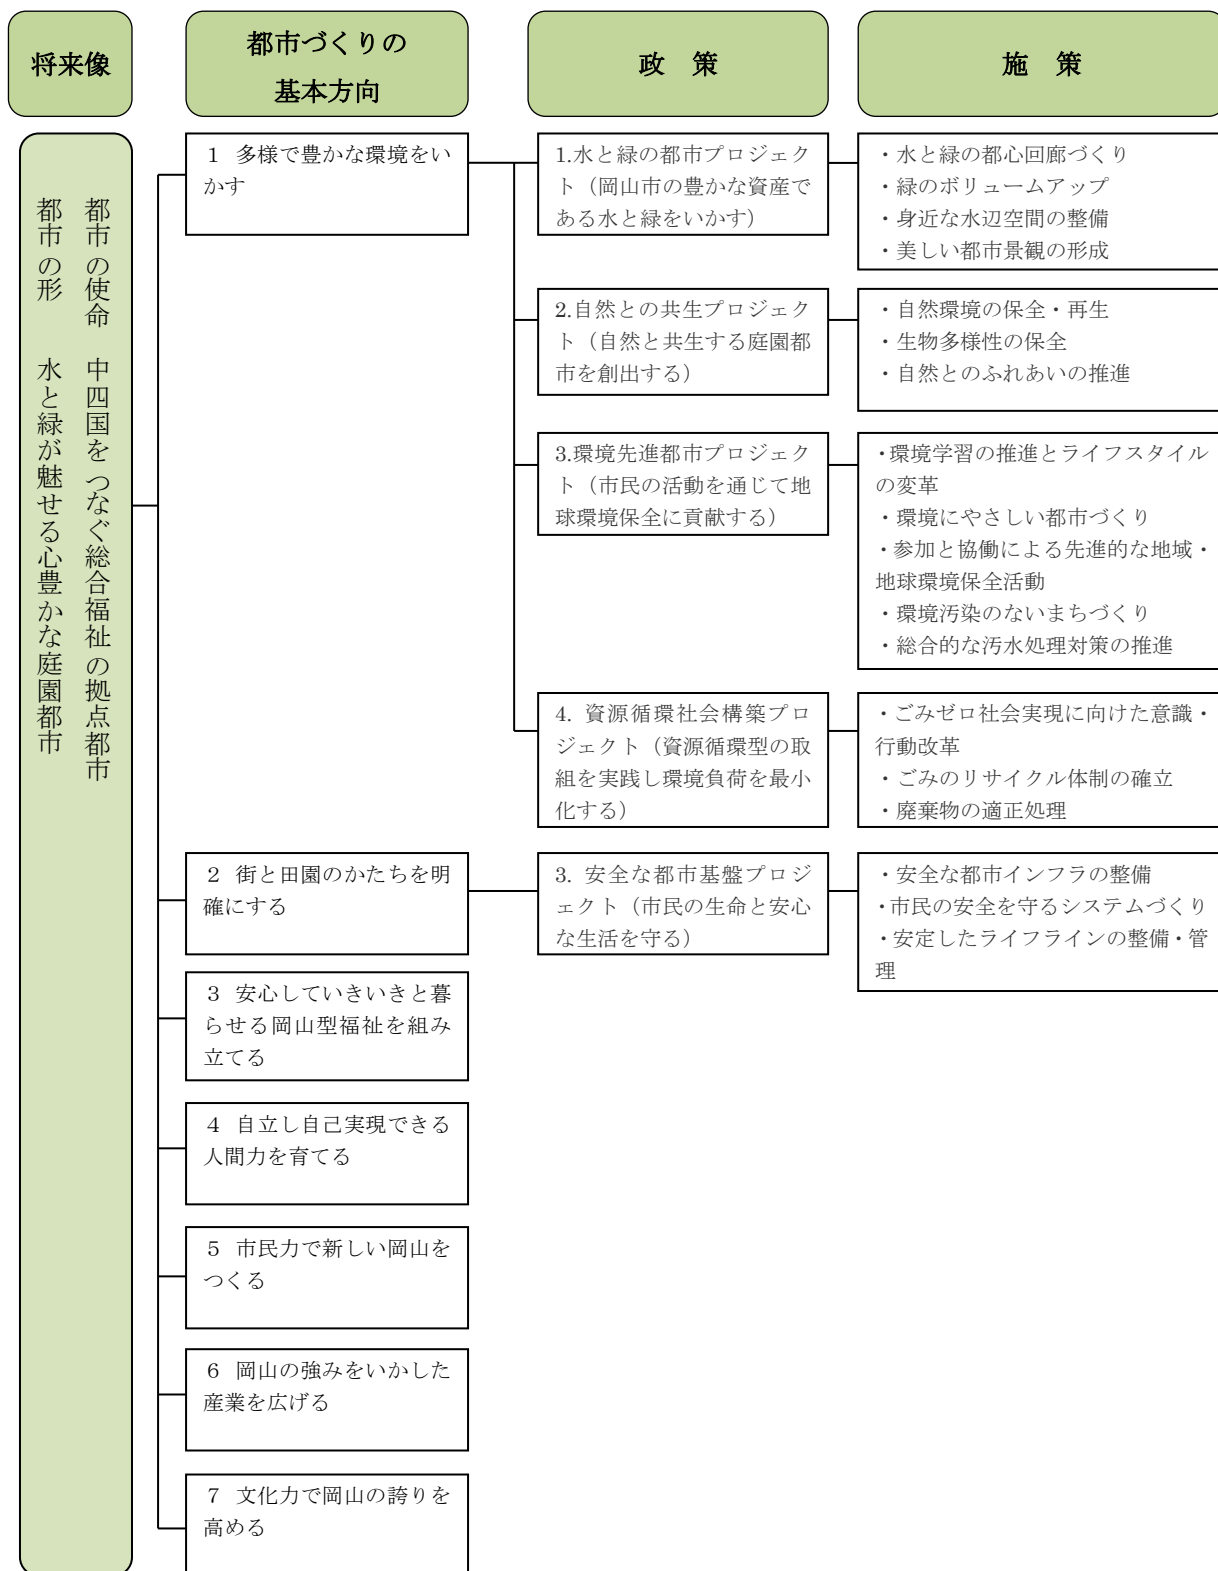 将来像
都市づくりの
基本方向
政　策
施　策
都市の使命　中四国をつなぐ総合福祉の拠点都市
都市の形　水と緑が魅せる心豊かな庭園都市
１ 多様で豊かな環境をい
かす
1.水と緑の都市プロジェク
ト（岡山市の豊かな資産で
ある水と緑をいかす）
・水と緑の都心回廊づくり
・緑のボリュームアップ
・身近な水辺空間の整備
・美しい都市景観の形成
2.自然との共生プロジェク
ト（自然と共生する庭園都
市を創出する）
・自然環境の保全・再生
・生物多様性の保全
・自然とのふれあいの推進
3.環境先進都市プロジェク
ト（市民の活動を通じて地
球環境保全に貢献する）
・環境学習の推進とライフスタイル
の変革
・環境にやさしい都市づくり
・参加と協働による先進的な地域・
地球環境保全活動
・環境汚染のないまちづくり
・総合的な汚水処理対策の推進
4. 資源循環社会構築プロ
ジェクト（資源循環型の取
組を実践し環境負荷を最小
化する）
・ごみゼロ社会実現に向けた意識・
行動改革
・ごみのリサイクル体制の確立
・廃棄物の適正処理
２ 街と田園のかたちを明
確にする
3. 安全な都市基盤プロジ
ェクト（市民の生命と安心
な生活を守る）
・安全な都市インフラの整備
・市民の安全を守るシステムづくり
・安定したライフラインの整備・管
理
３ 安心していきいきと暮
らせる岡山型福祉を組み
立てる
４ 自立し自己実現できる
人間力を育てる
５ 市民力で新しい岡山を
つくる
６ 岡山の強みをいかした
産業を広げる
７ 文化力で岡山の誇りを
高める